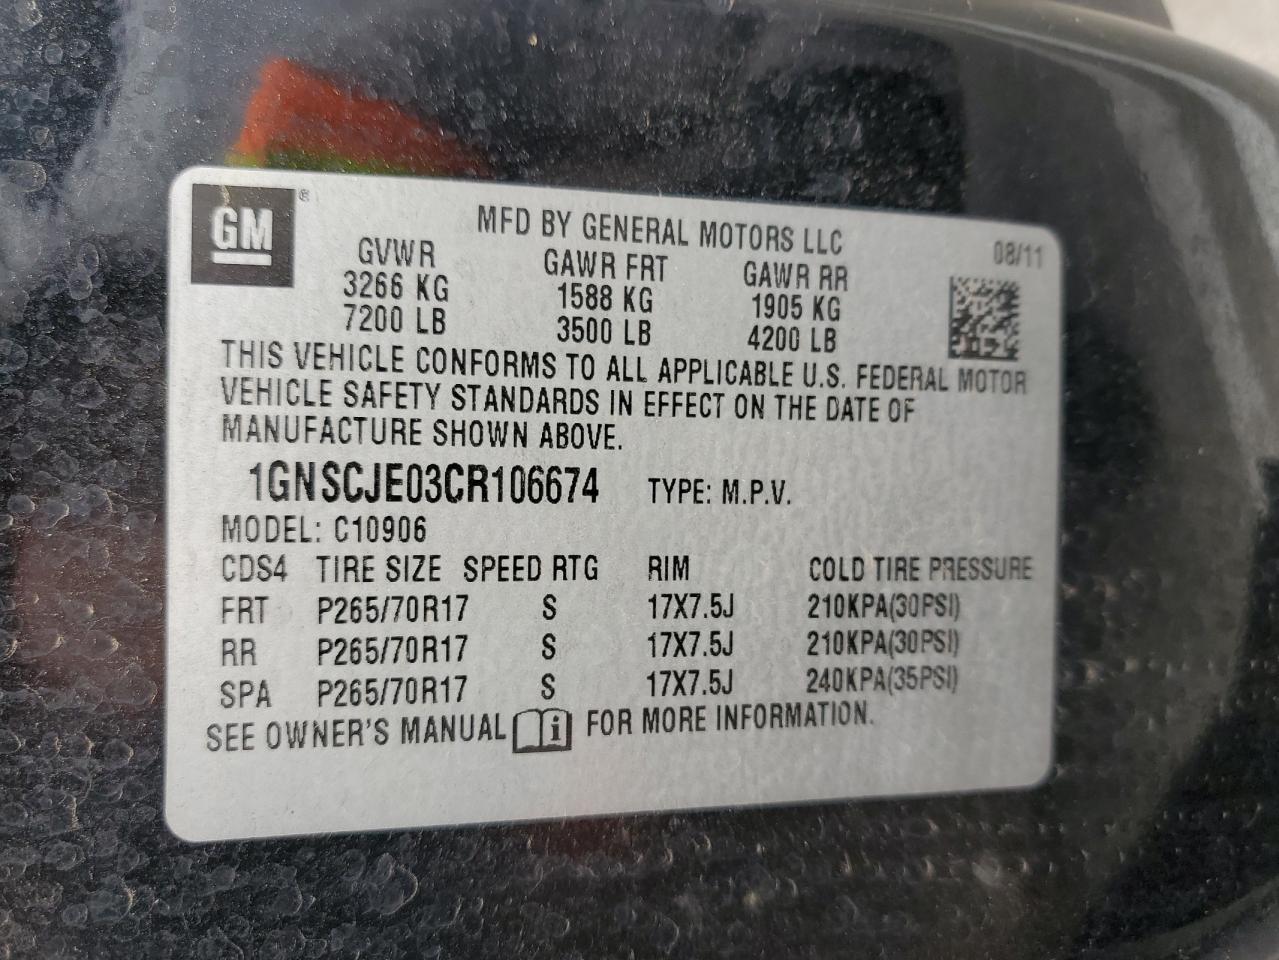 GM ®
MFD BY GENERAL MOTORS LLC 08/11
GVWR GAWR FRT GAWR RR
3266 KG 1588 KG 1905 KG
7200 LB 3500 LB 4200 LB
THIS VEHICLE CONFORMS TO ALL APPLICABLE U.S. FEDERAL MOTOR
VEHICLE SAFETY STANDARDS IN EFFECT ON THE DATE OF
MANUFACTURE SHOWN ABOVE.
1GNSCJE03CR106674 TYPE: M.P.V.
MODEL: C10906
CDS4 TIRE SIZE SPEED RTG RIM COLD TIRE PRESSURE
FRT P265/70R17 S 17X7.5J 210KPA(30PSI)
RR P265/70R17 S 17X7.5J 210KPA(30PSI)
SPA P265/70R17 S 17X7.5J 240KPA(35PSI)
SEE OWNER'S MANUAL i FOR MORE INFORMATION.